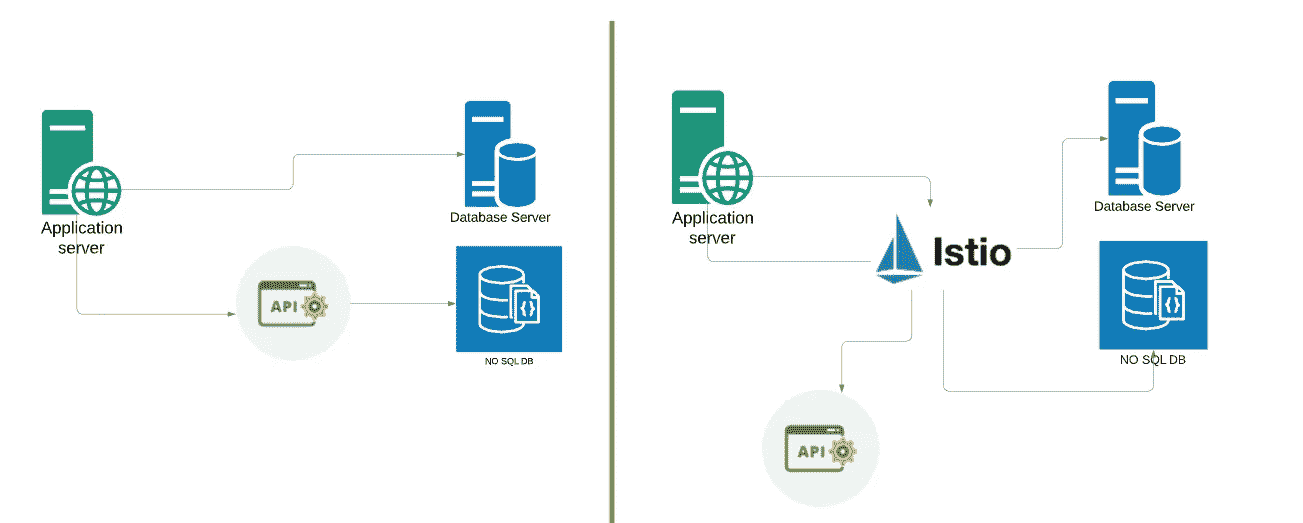 Application
server
Database Server
API
NO SQL DB
Application
server
Istio
Database Server
NO SQL DB
API